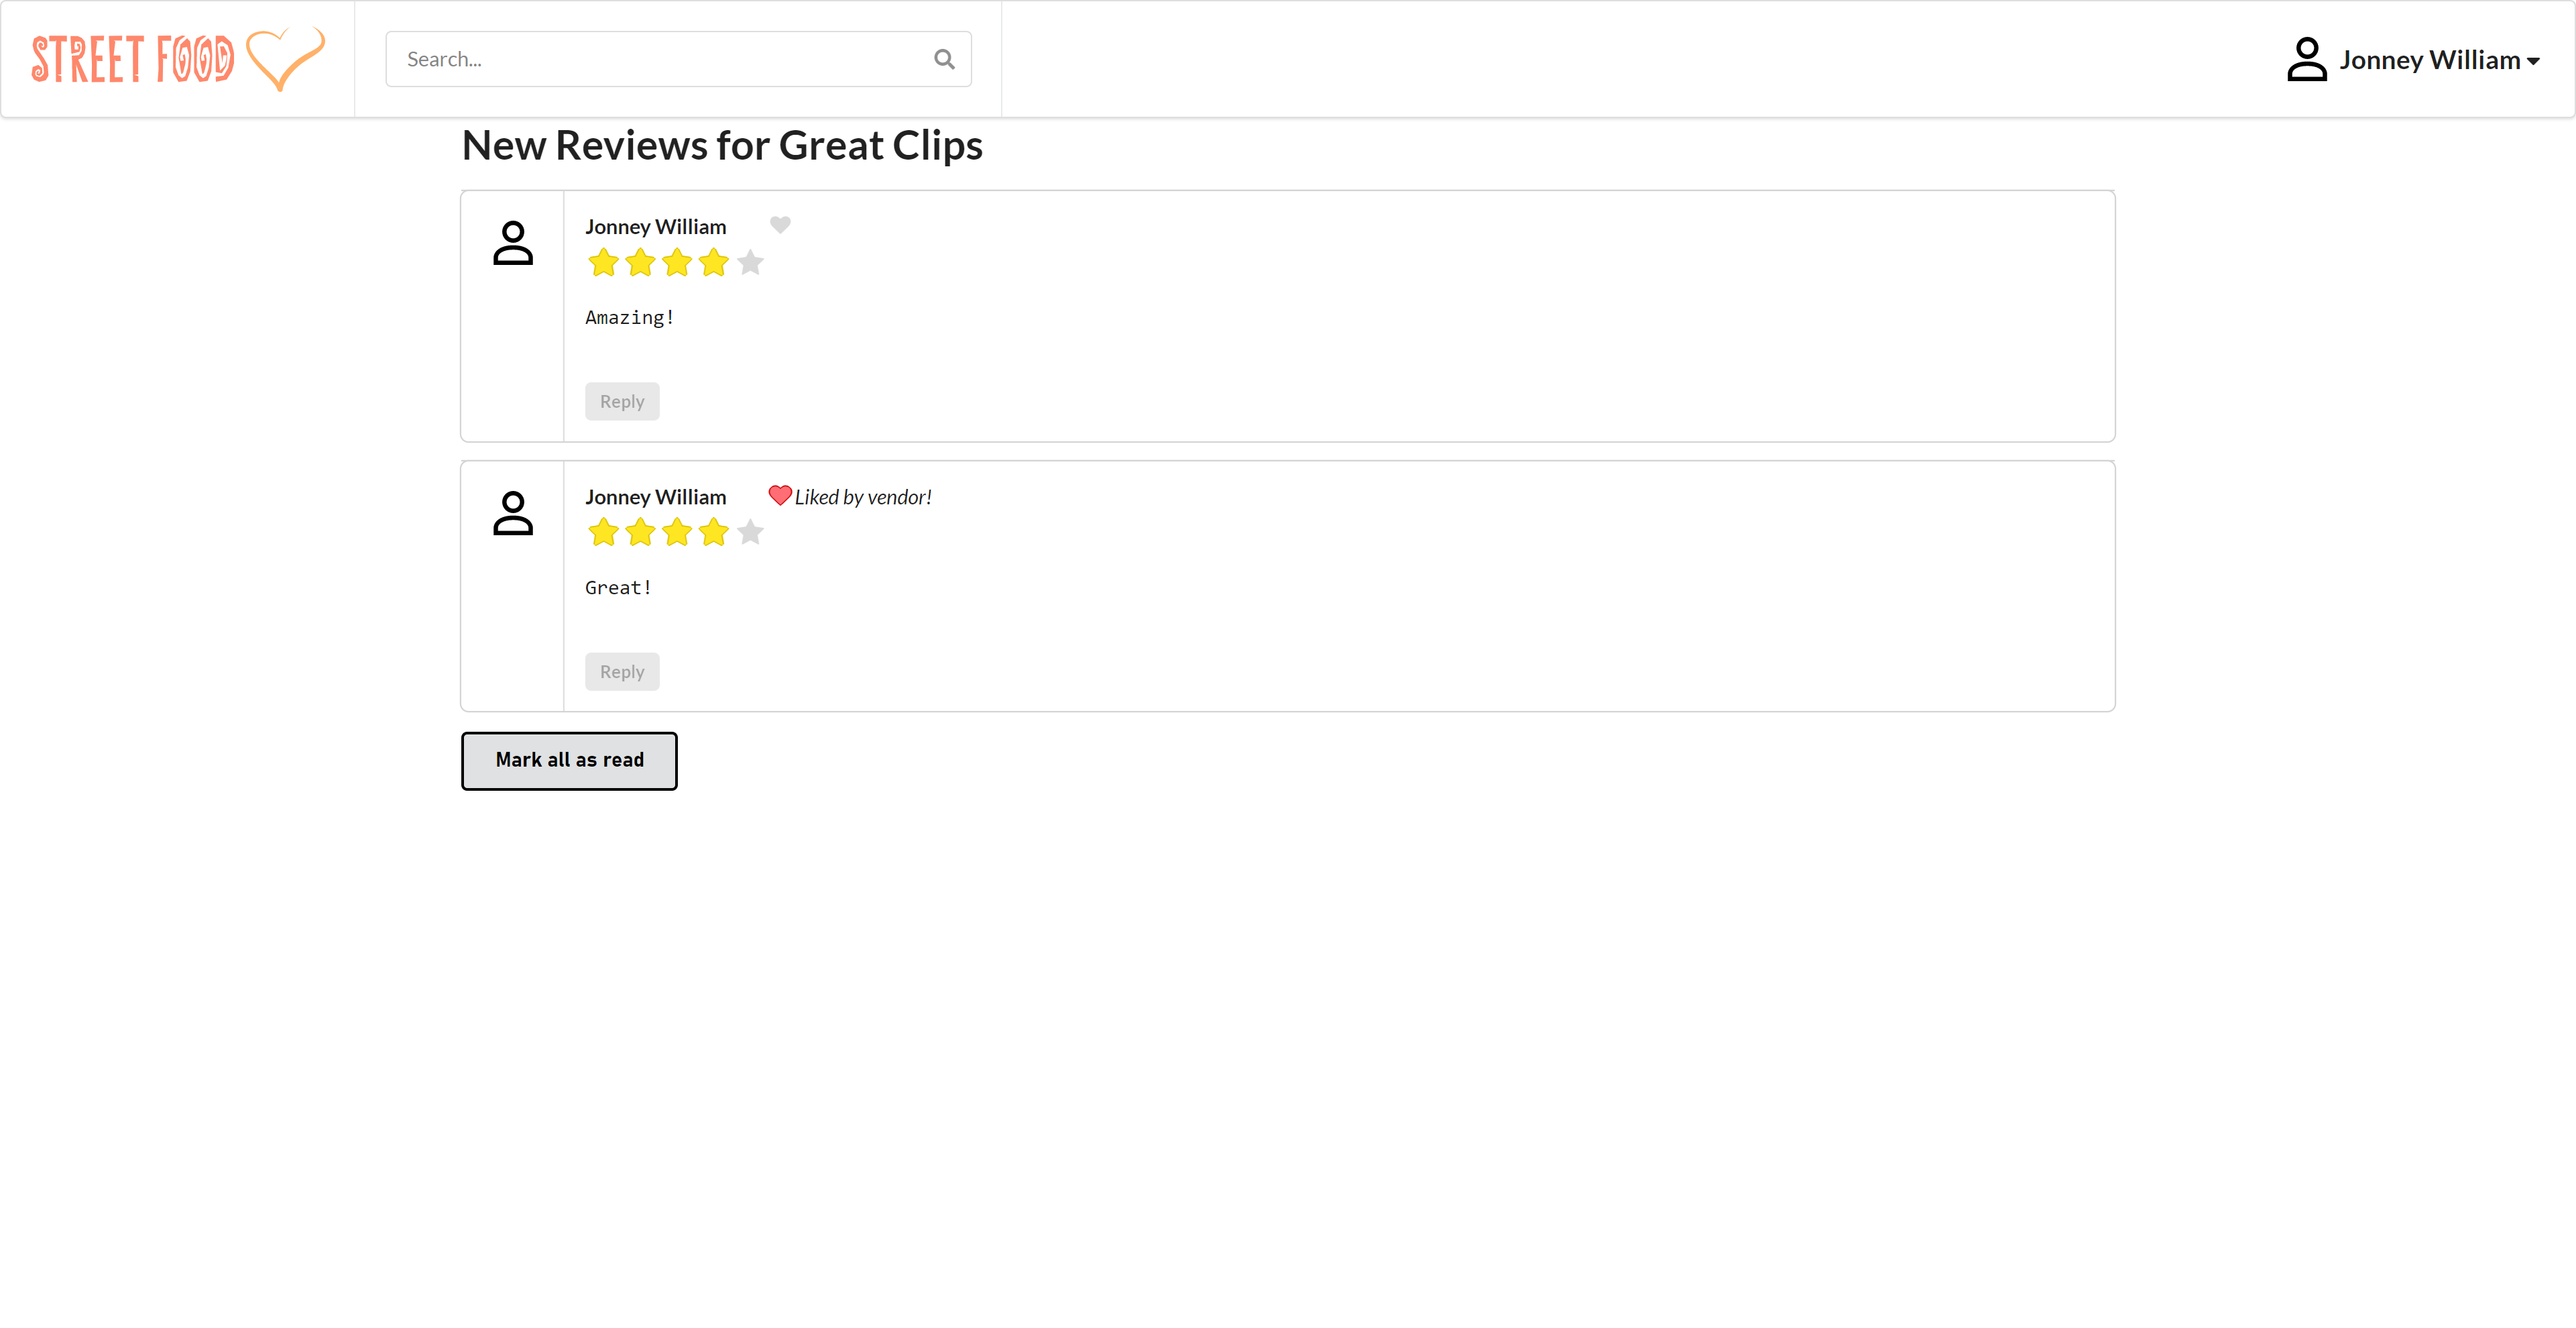 STREET FOOD
Search...
Jonney William
New Reviews for Great Clips
Jonney William
Amazing!
Reply
Jonney William
Liked by vendor!
Great!
Reply
Mark all as read